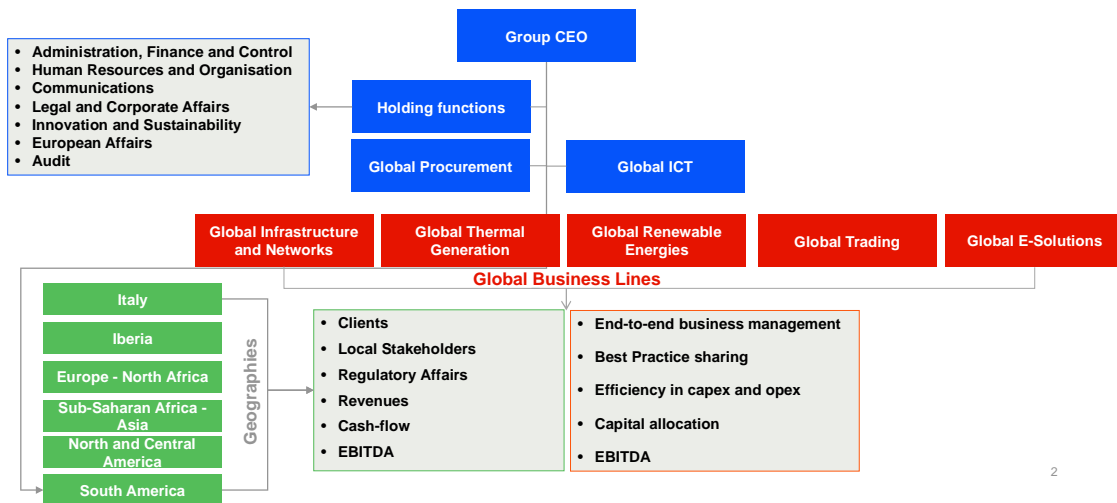 Group CEO
• Administration, Finance and Control
• Human Resources and Organisation
• Communications
• Legal and Corporate Affairs
• Innovation and Sustainability
• European Affairs
• Audit
Holding functions
Global Procurement
Global ICT
Global Infrastructure
and Networks
Global Thermal
Generation
Global Renewable
Energies
Global Trading
Global E-Solutions
Global Business Lines
Italy
Iberia
Europe - North Africa
Sub-Saharan Africa -
Asia
North and Central
America
South America
Geographies
• Clients
• Local Stakeholders
• Regulatory Affairs
• Revenues
• Cash-flow
• EBITDA
• End-to-end business management
• Best Practice sharing
• Efficiency in capex and opex
• Capital allocation
• EBITDA
2